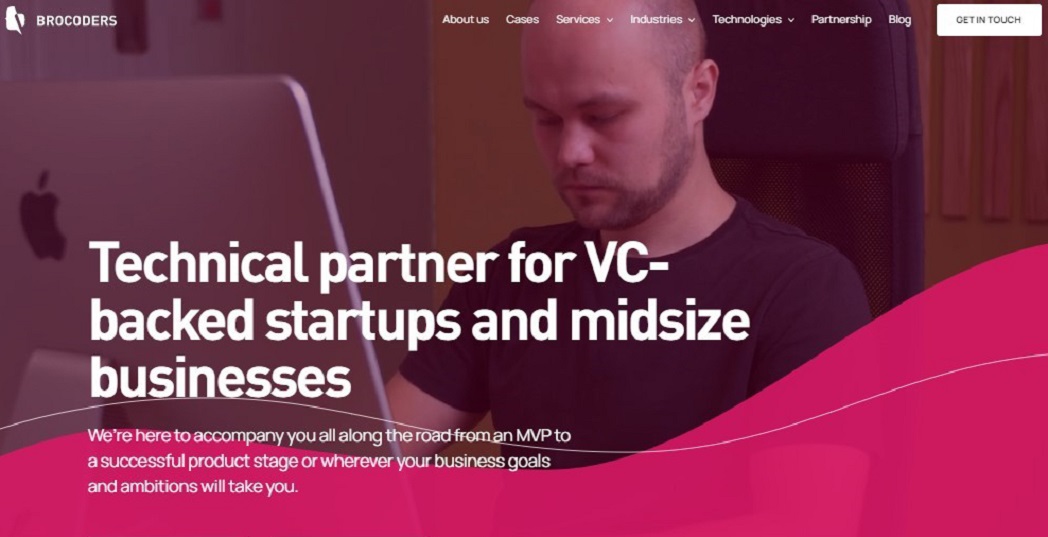 BROCODERS
About us Cases Services Industries Technologies Partnership Blog GET IN TOUCH
Technical partner for VC-
backed startups and midsize
businesses
We're here to accompany you all along the road from an MVP to
a successful product stage or wherever your business goals
and ambitions will take you.